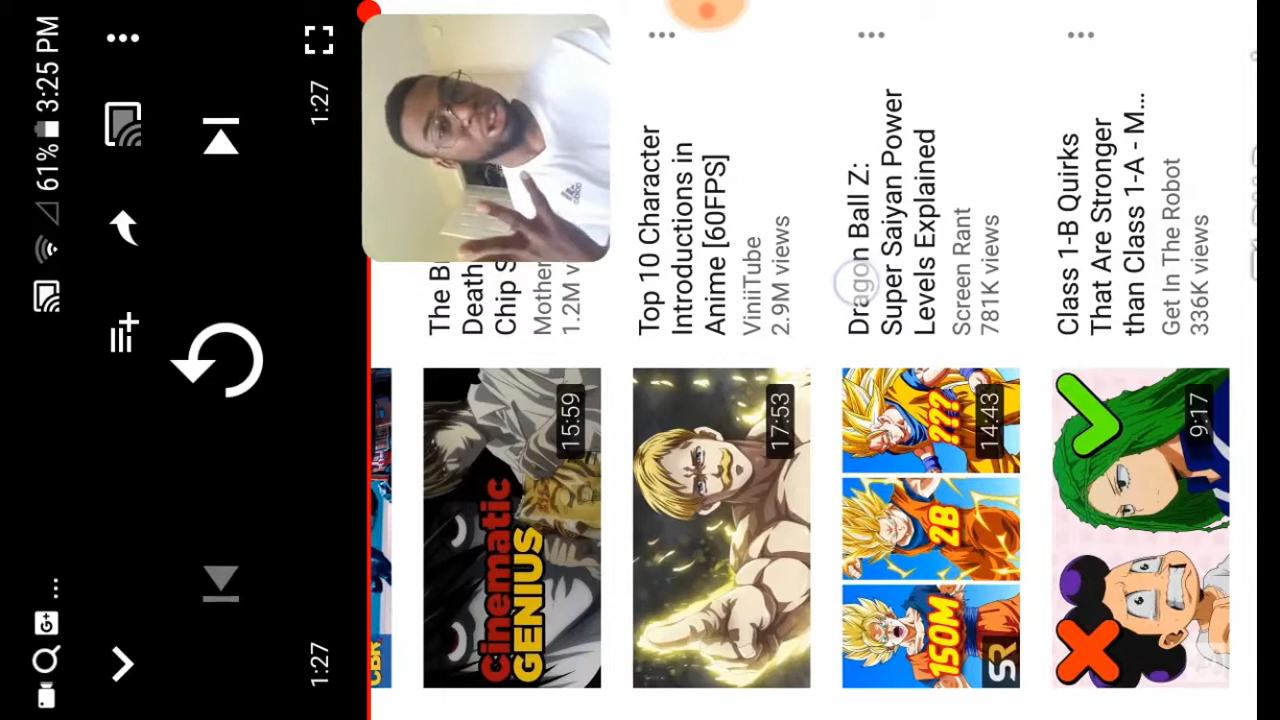 61% 3:25 PM
G+
...
1:27
1:27
The B
Death
Chip S
Mother
1.2M v
15:59
Cinematic
GENIUS
CBR
Top 10 Character
Introductions in
Anime [60FPS]
ViniiTube
2.9M views
17:53
Dragon Ball Z:
Super Saiyan Power
Levels Explained
Screen Rant
781K views
150M
2B
???
14:43
SR
Class 1-B Quirks
That Are Stronger
than Class 1-A - M...
Get In The Robot
336K views
9:17
adidas